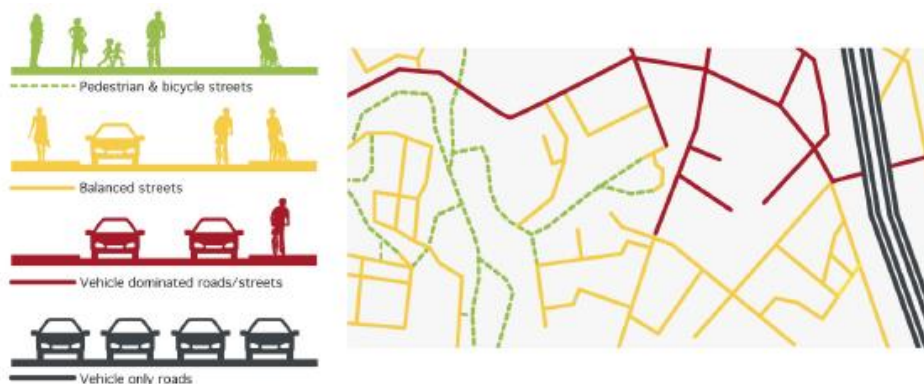 Pedestrian & bicycle streets
Balanced streets
Vehicle dominated roads/streets
Vehicle only roads